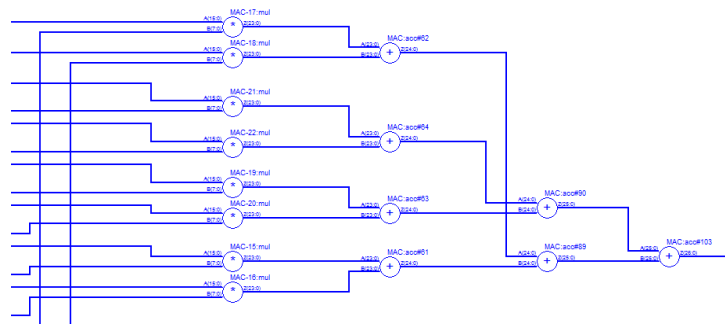 MAC-17:mul
A(15:0)
B(7:0)
Z(23:0)
MAC-18:mul
A(15:0)
B(7:0)
Z(23:0)
MAC:acc#62
A(23:0)
B(23:0)
Z(24:0)
MAC-21:mul
A(15:0)
B(7:0)
Z(23:0)
MAC-22:mul
A(15:0)
B(7:0)
Z(23:0)
MAC:acc#64
A(23:0)
B(23:0)
Z(24:0)
MAC-19:mul
A(15:0)
B(7:0)
Z(23:0)
MAC-20:mul
A(15:0)
B(7:0)
Z(23:0)
MAC:acc#63
A(23:0)
B(23:0)
Z(24:0)
MAC:acc#90
A(24:0)
B(24:0)
Z(25:0)
MAC-15:mul
A(15:0)
B(7:0)
Z(23:0)
MAC-16:mul
A(15:0)
B(7:0)
Z(23:0)
MAC:acc#61
A(23:0)
B(23:0)
Z(24:0)
MAC:acc#89
A(24:0)
B(24:0)
Z(25:0)
MAC:acc#103
A(25:0)
B(25:0)
Z(26:0)